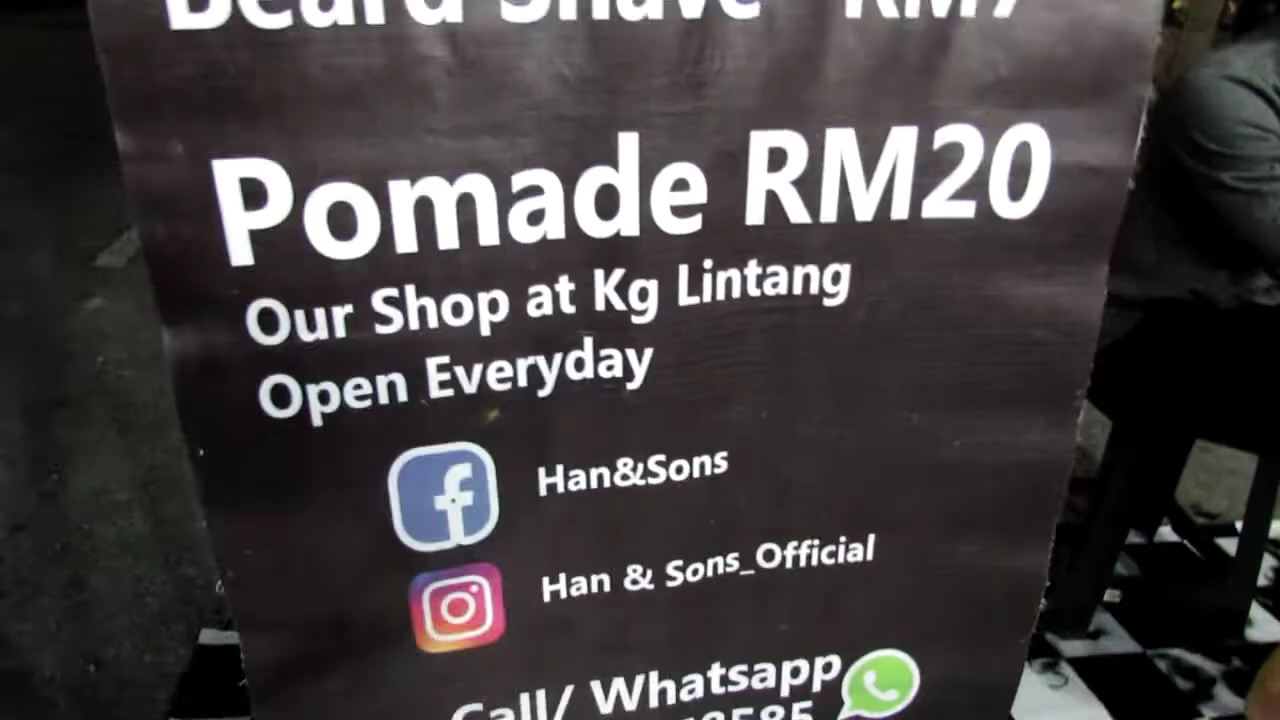 Beard Shave RM7
Pomade RM20
Our Shop at Kg Lintang
Open Everyday
Han&Sons
Han & Sons_Official
Call/ Whatsapp